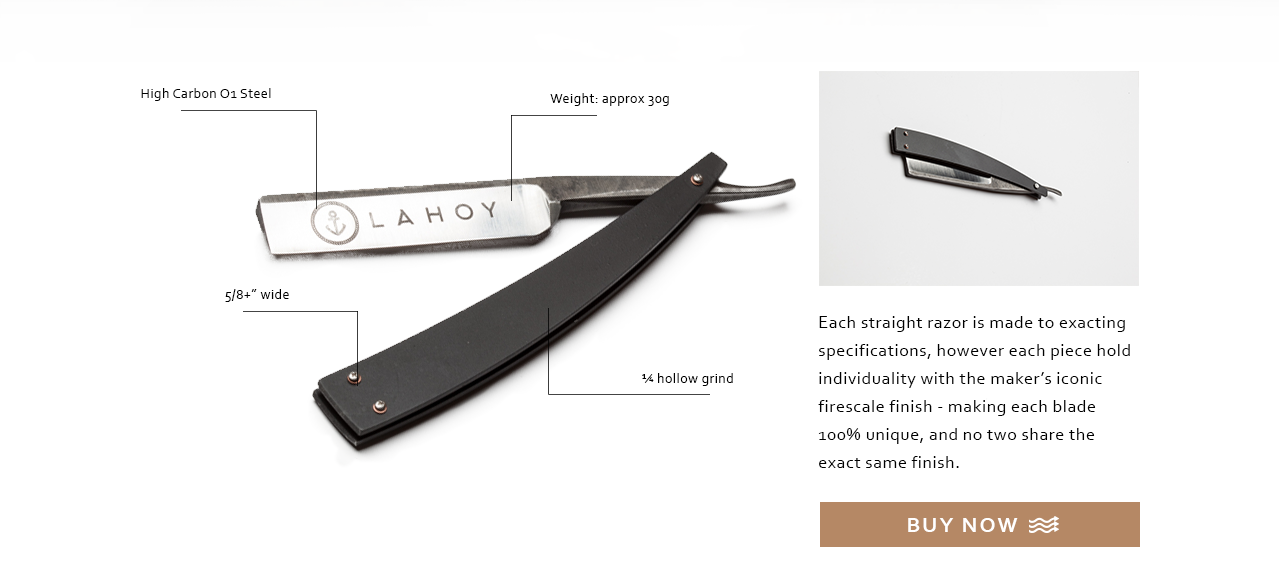 High Carbon O1 Steel
Weight: approx 30g
LAHOY
5/8+” wide
¼ hollow grind
Each straight razor is made to exacting
specifications, however each piece hold
individuality with the maker’s iconic
firescale finish - making each blade
100% unique, and no two share the
exact same finish.
BUY NOW